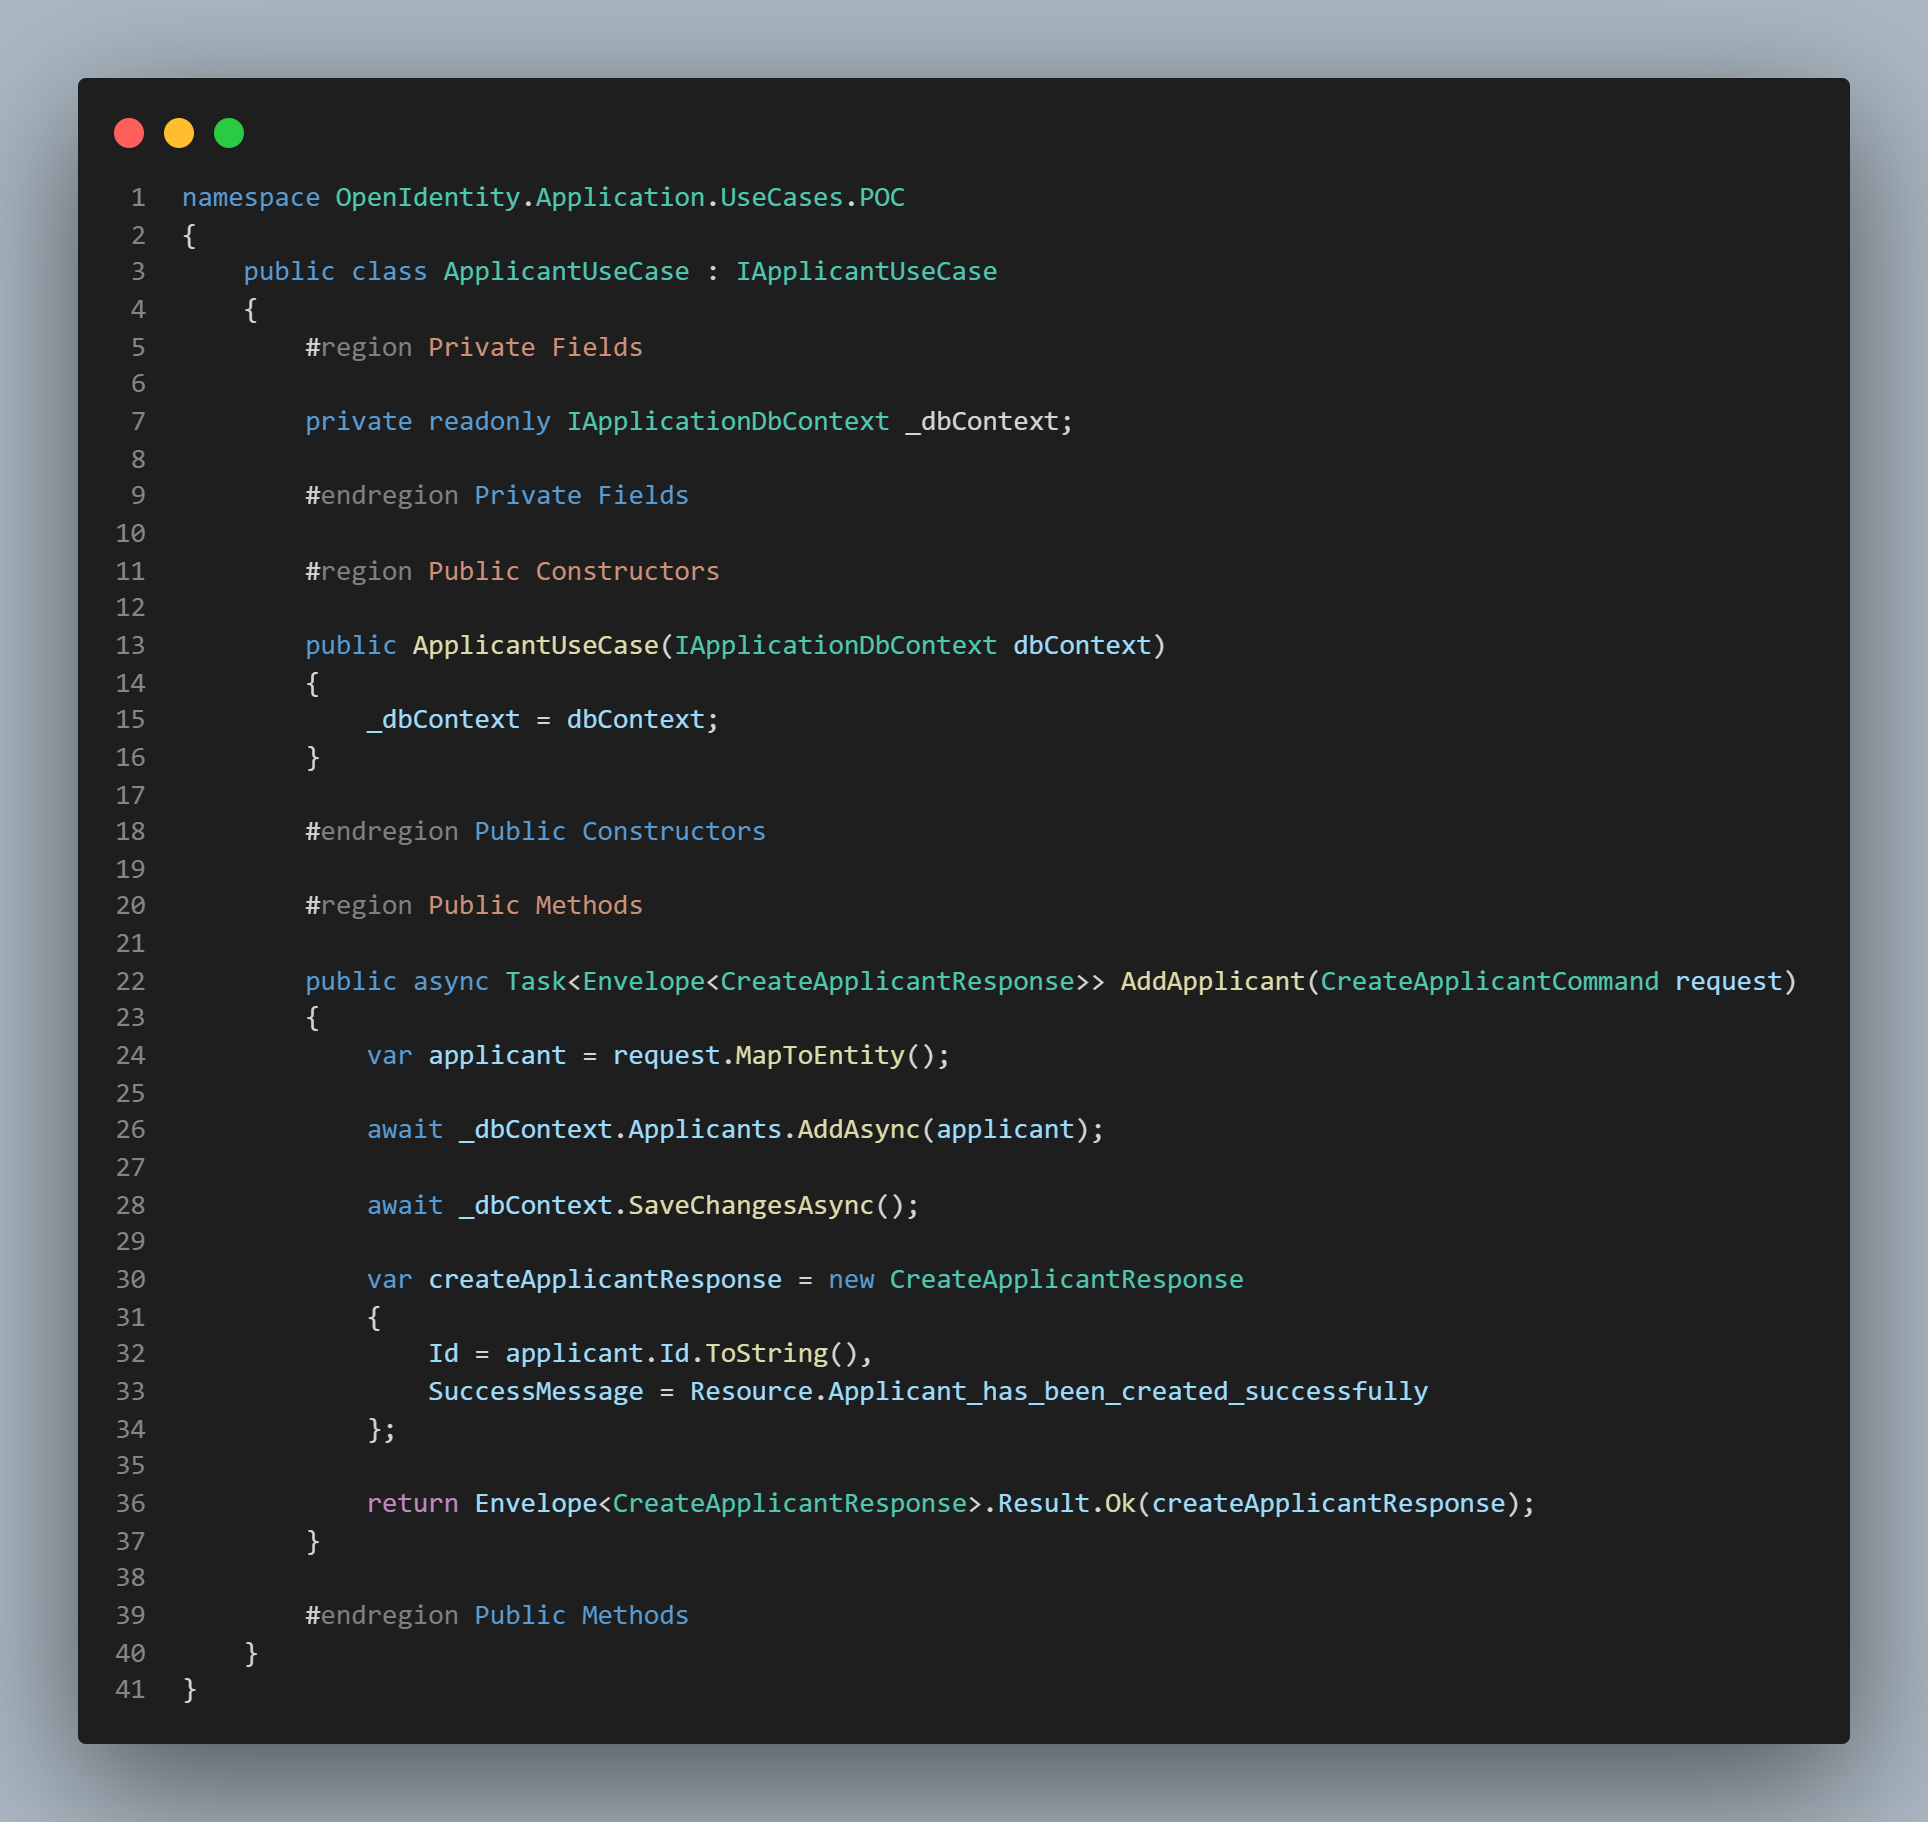 1 namespace OpenIdentity.Application.UseCases.POC
2 {
3     public class ApplicantUseCase : IApplicantUseCase
4     {
5         #region Private Fields
6
7         private readonly IApplicationDbContext _dbContext;
8
9         #endregion Private Fields
10
11         #region Public Constructors
12
13         public ApplicantUseCase(IApplicationDbContext dbContext)
14         {
15             _dbContext = dbContext;
16         }
17
18         #endregion Public Constructors
19
20         #region Public Methods
21
22         public async Task<Envelope<CreateApplicantResponse>> AddApplicant(CreateApplicantCommand request)
23         {
24             var applicant = request.MapToEntity();
25
26             await _dbContext.Applicants.AddAsync(applicant);
27
28             await _dbContext.SaveChangesAsync();
29
30             var createApplicantResponse = new CreateApplicantResponse
31             {
32                 Id = applicant.Id.ToString(),
33                 SuccessMessage = Resource.Applicant_has_been_created_successfully
34             };
35
36             return Envelope<CreateApplicantResponse>.Result.Ok(createApplicantResponse);
37         }
38
39         #endregion Public Methods
40     }
41 }